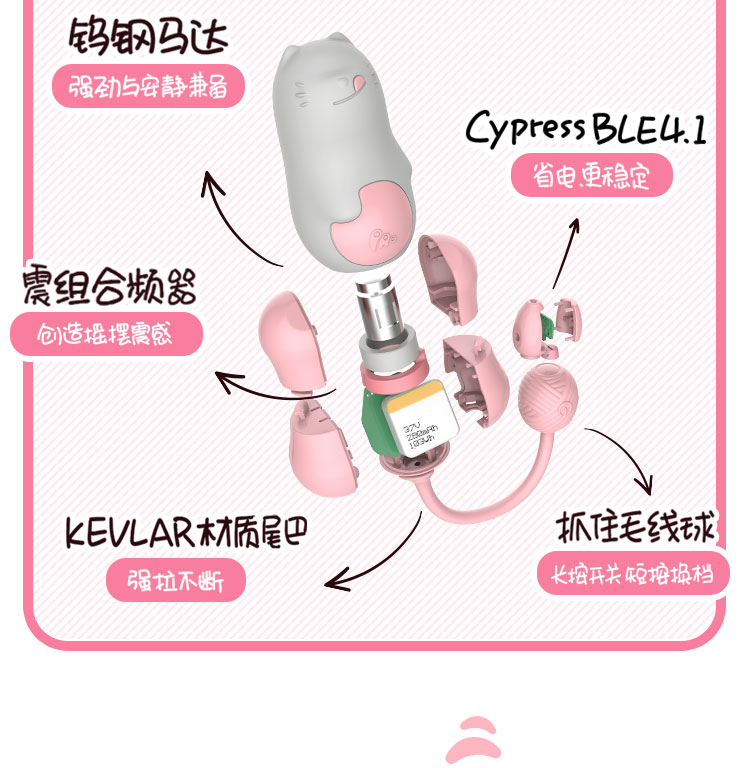 钨钢马达
强劲与安静兼备
Cypress BLE4.1
省电.更稳定
震组合频器
创造摇摆震感
3.7V
280mAh
1.03Wh
KEVLAR材质尾巴
强拉不断
抓住毛线球
长按开关 短按换档